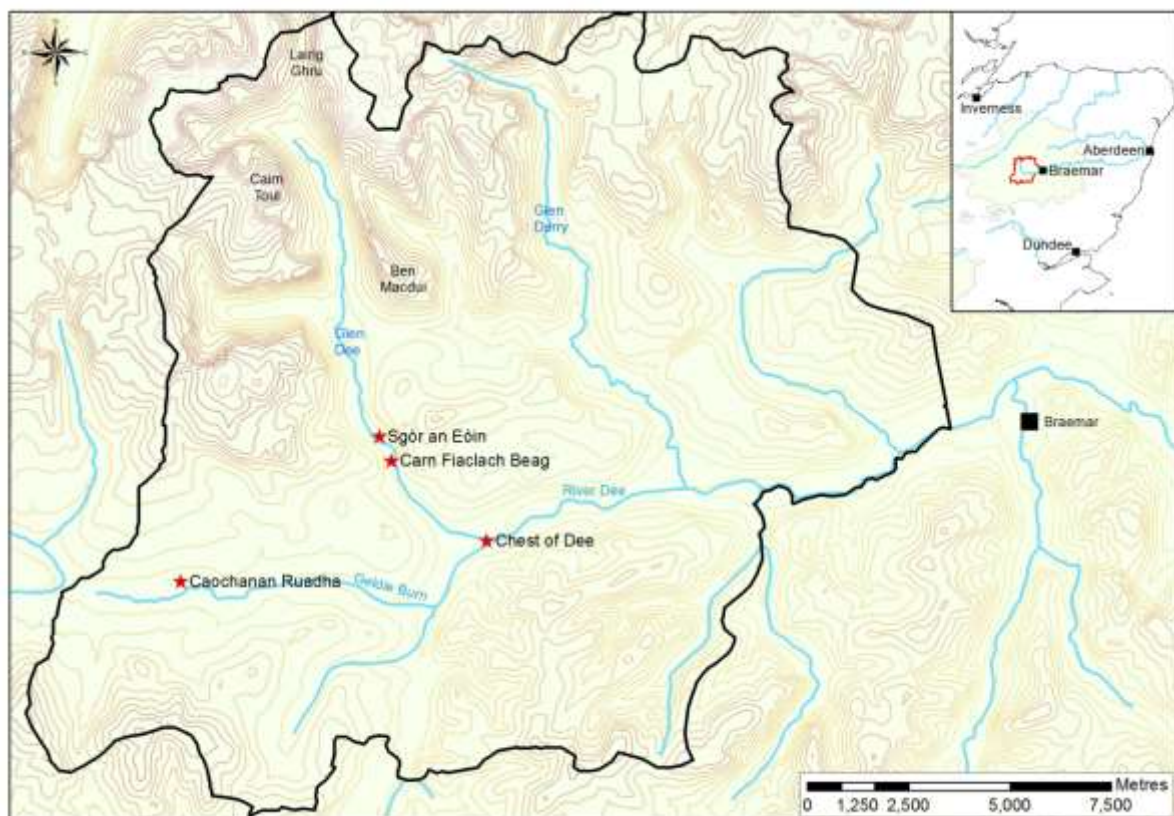 Lairig
Ghru
Inverness
Aberdeen
Braemar
Dundee
Cairn
Toul
Glen
Derry
Ben
Macdui
Glen
Dee
Braemar
Sgòr an Eòin
Carn Fiaclach Beag
River Dee
Chest of Dee
Caochanan Ruadha
Geldie Burn
Metres
0 1,250 2,500 5,000 7,500